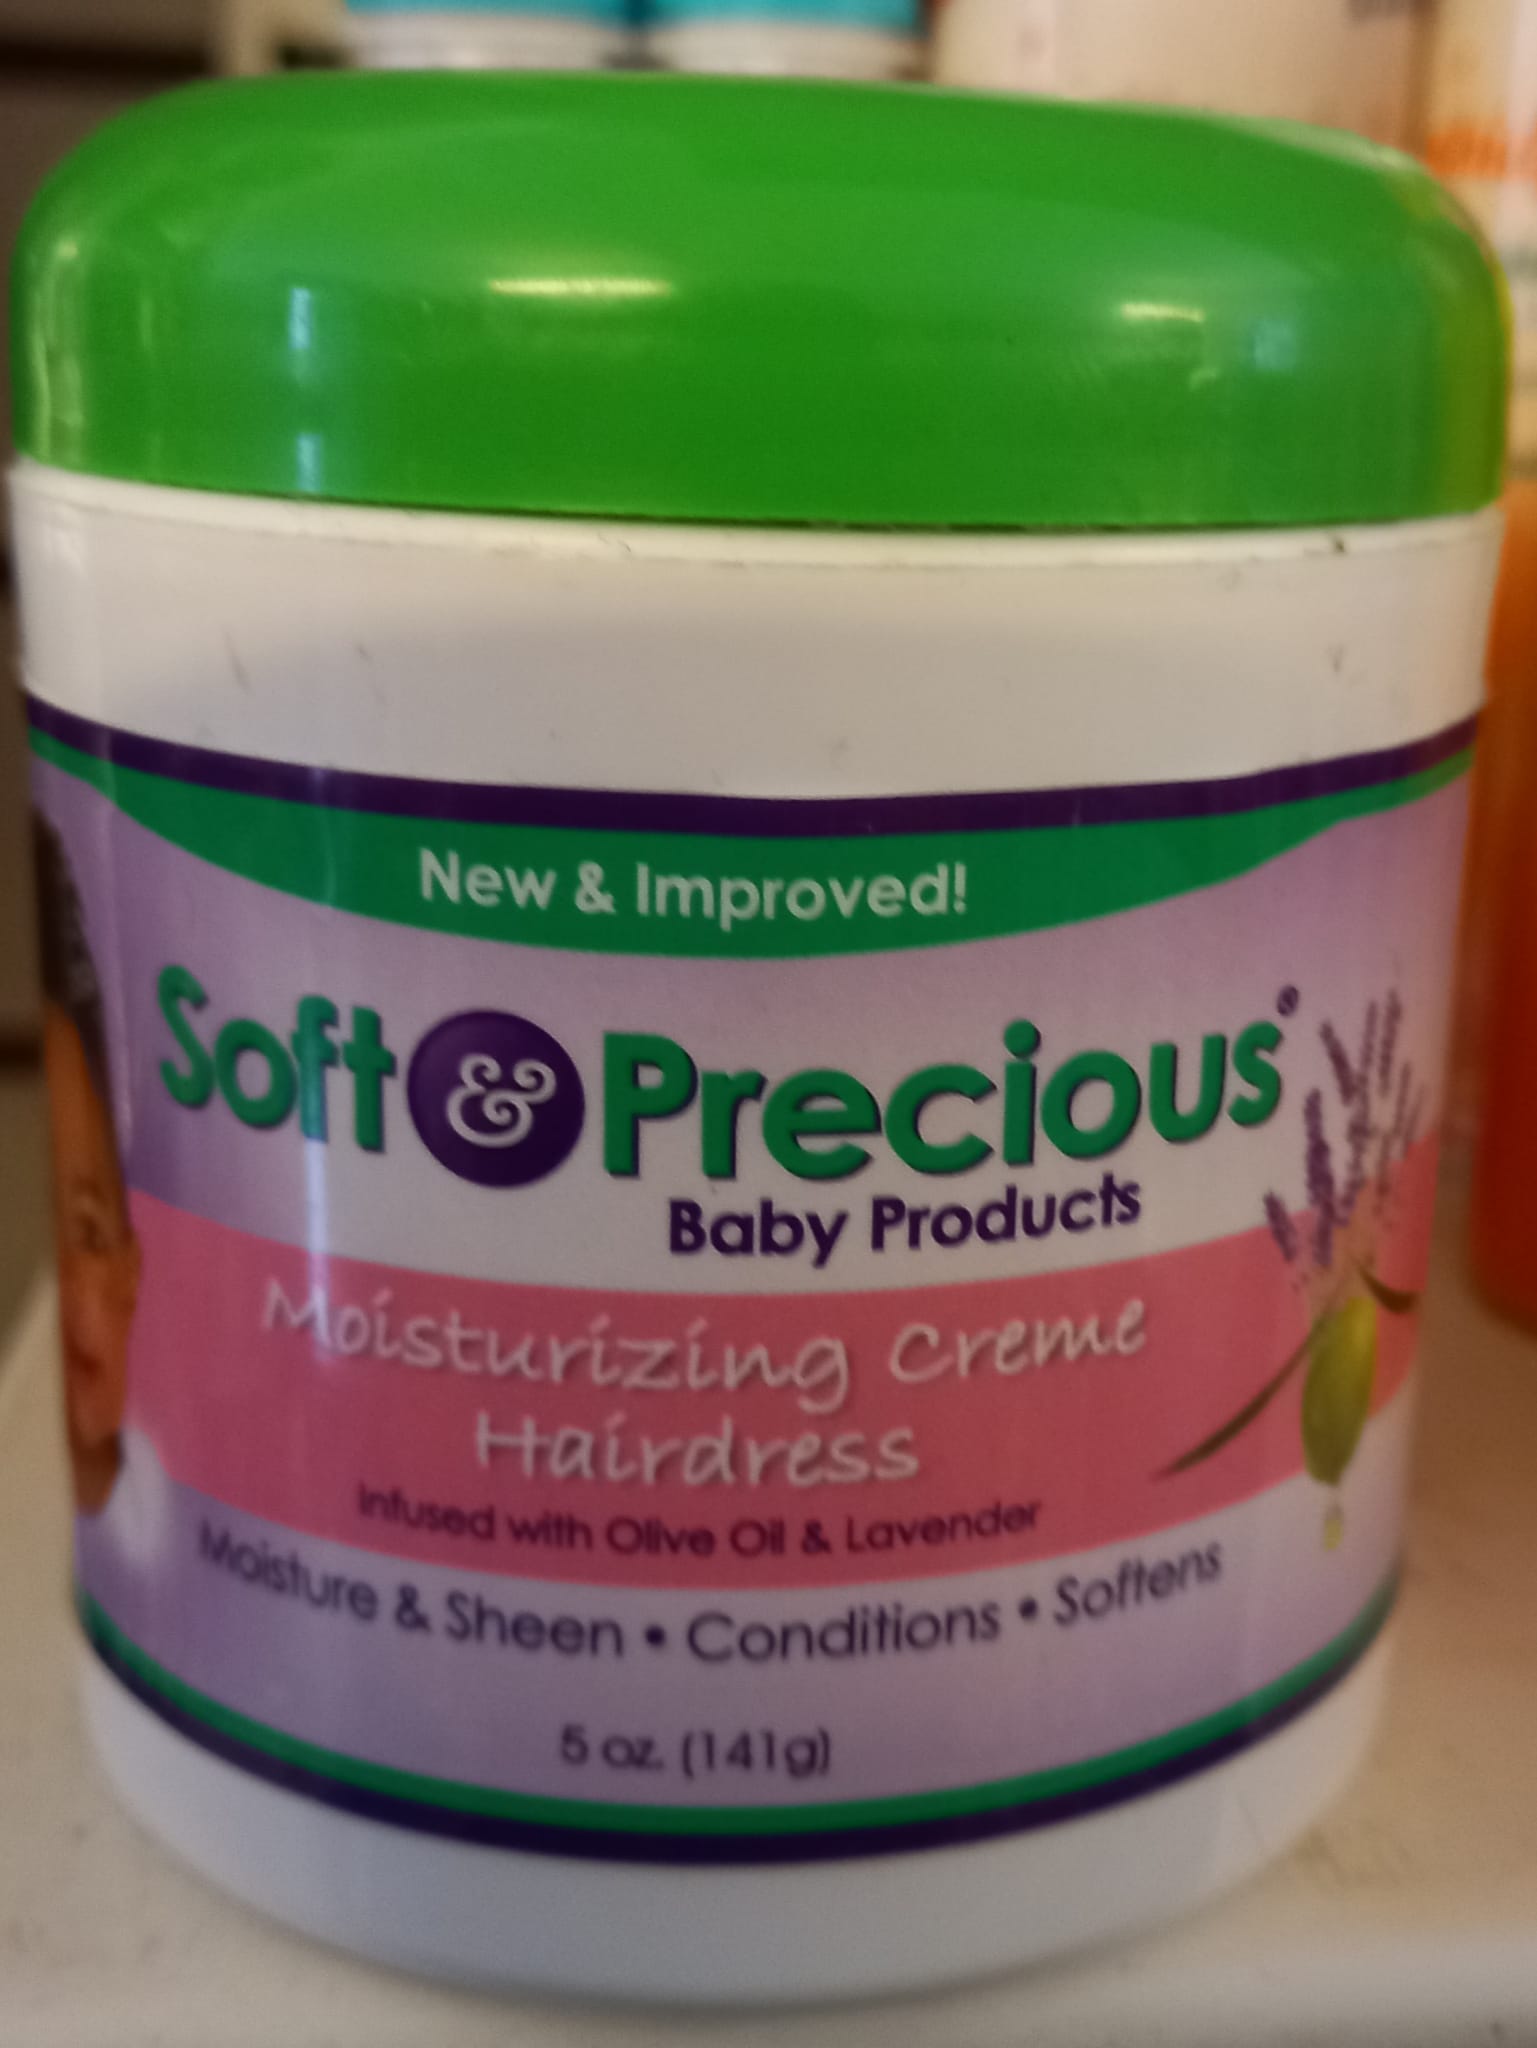 New & Improved!
Soft & Precious®
Baby Products
Moisturizing Creme
Hairdress
Infused with Olive Oil & Lavender
Moisture & Sheen • Conditions • Softens
5 oz. (141g)